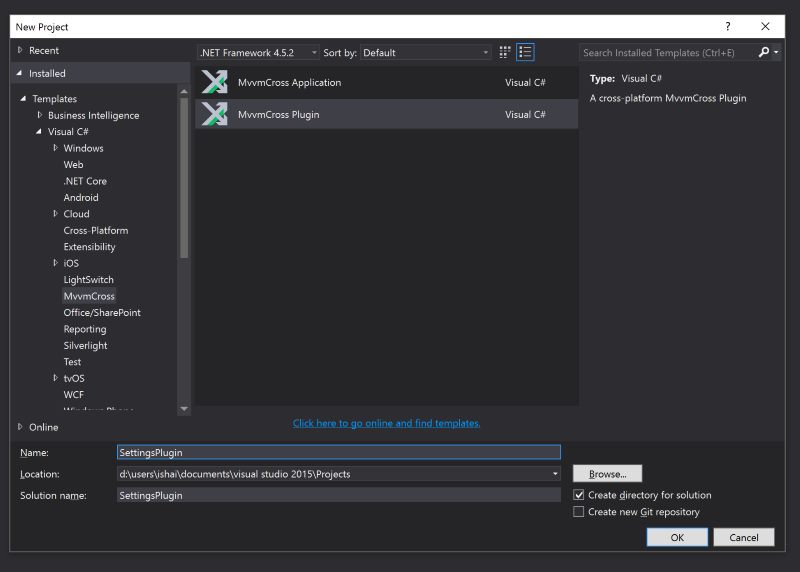 New Project
?
Recent
.NET Framework 4.5.2
Sort by: Default
Search Installed Templates (Ctrl+E)
Installed
Templates
Business Intelligence
Visual C#
Windows
Web
.NET Core
Android
Cloud
Cross-Platform
Extensibility
iOS
LightSwitch
MvvmCross
Office/SharePoint
Reporting
Silverlight
Test
tvOS
WCF
Windows Phone
Online
MvvmCross Application Visual C#
MvvmCross Plugin Visual C#
Click here to go online and find templates.
Type: Visual C#
A cross-platform MvvmCross Plugin
Name: SettingsPlugin
Location: d:\users\ishai\documents\visual studio 2015\Projects
Browse...
Solution name: SettingsPlugin
Create directory for solution
Create new Git repository
OK
Cancel